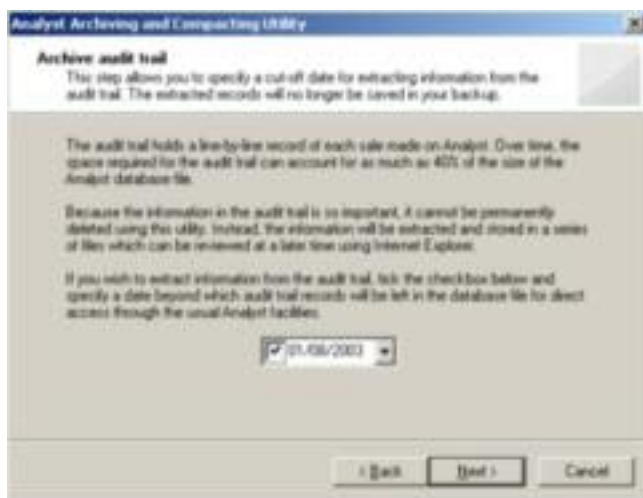 Analyst Archiving and Compacting Utility
Archive audit trail
This step allows you to specify a cut-off date for extracting information from the
audit trail. The extracted records will no longer be saved in your backup.
The audit trail holds a line-by-line record of each sale made on Analyst. Over time, the
space required for the audit trail can account for as much as 40% of the size of the
Analyst database file.
Because the information in the audit trail is so important, it cannot be permanently
deleted using this utility. Instead, the information will be extracted and stored in a series
of files which can be reviewed at a later time using Internet Explorer.
If you wish to extract information from the audit trail, tick the checkbox below and
specify a date beyond which audit trail records will be left in the database file for direct
access through the usual Analyst facilities.
01/08/2003
< Back
Next >
Cancel